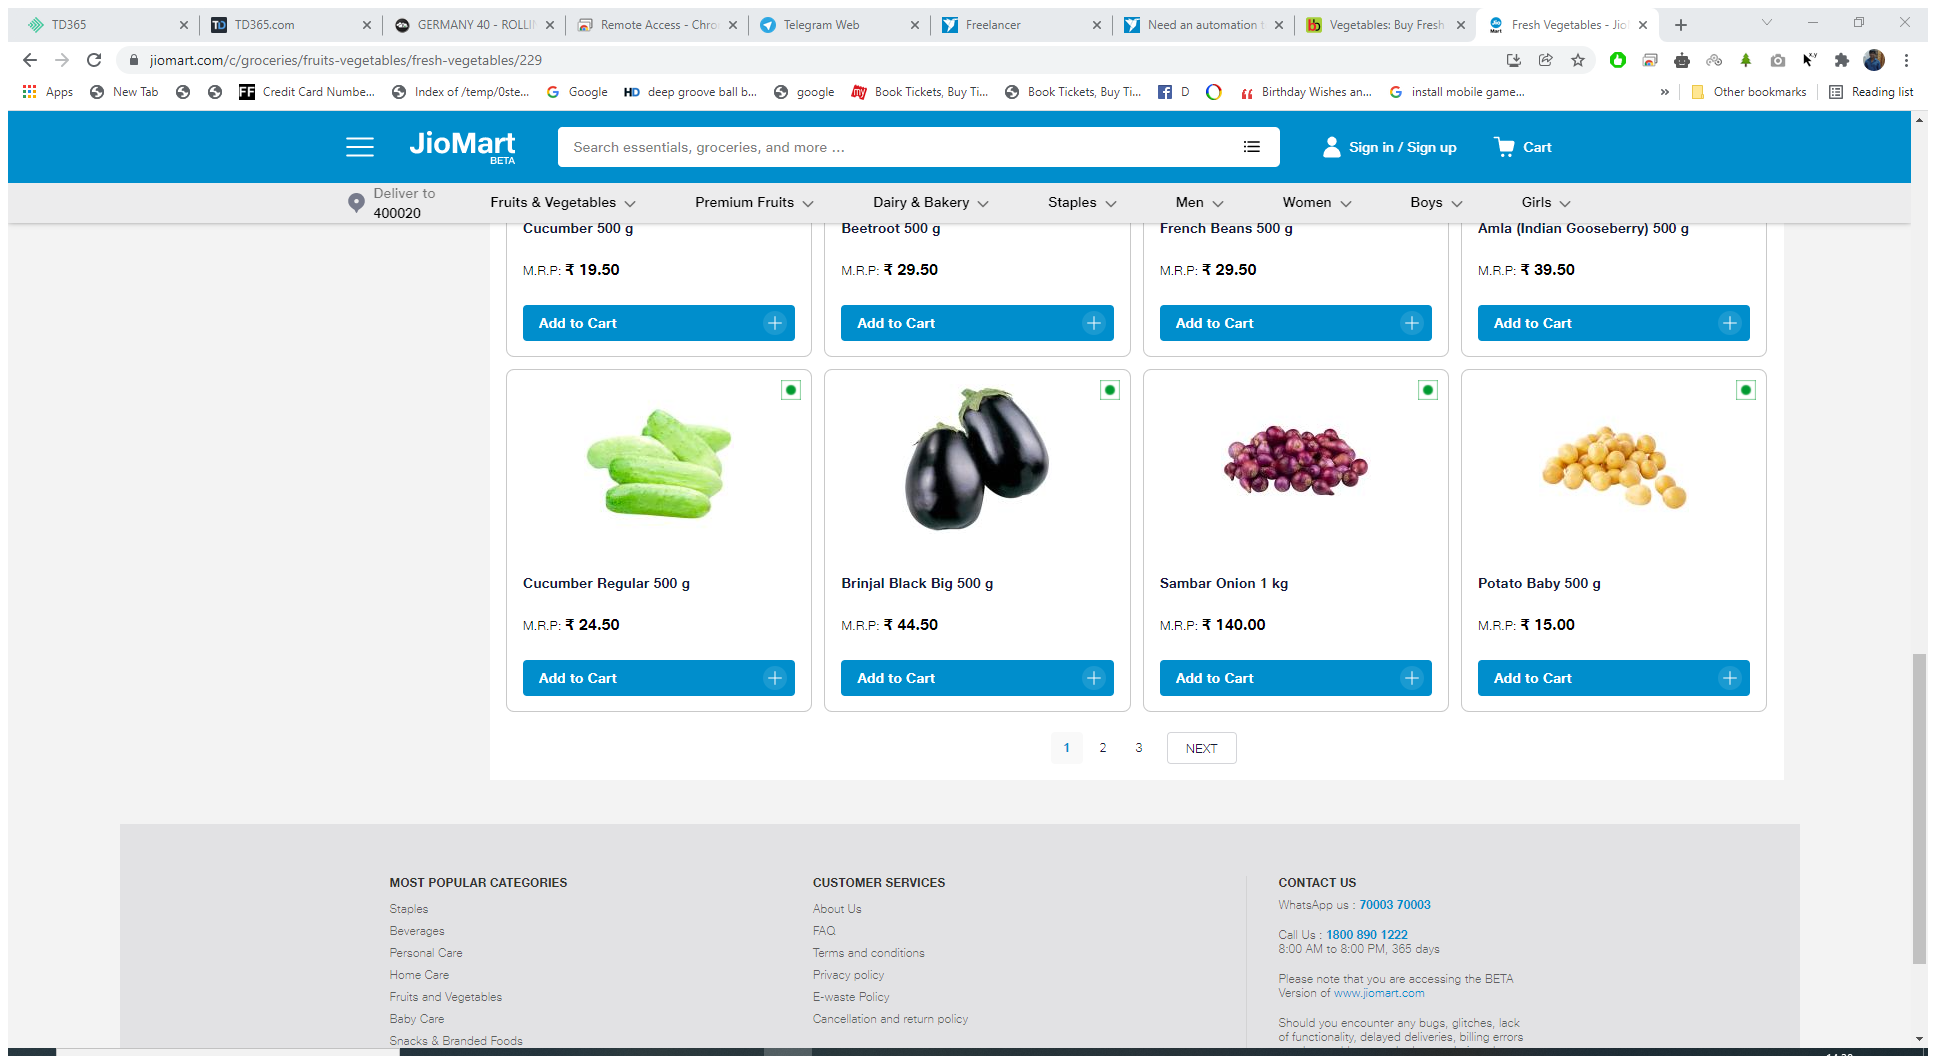 TD365
TD365.com
GERMANY 40 - ROLLI
Remote Access - Chro
Telegram Web
Freelancer
Need an automation t
Vegetables: Buy Fresh
Fresh Vegetables - Jio
jiomart.com/c/groceries/fruits-vegetables/fresh-vegetables/229
Apps
New Tab
FF Credit Card Numbe...
Index of /temp/0ste...
Google
HD deep groove ball b...
google
my Book Tickets, Buy Ti...
Book Tickets, Buy Ti...
D
Birthday Wishes an...
install mobile game...
»
Other bookmarks
Reading list
JioMart
BETA
Search essentials, groceries, and more ...
Sign in / Sign up
Cart
Deliver to
400020
Fruits & Vegetables
Premium Fruits
Dairy & Bakery
Staples
Men
Women
Boys
Girls
Cucumber 500 g
Beetroot 500 g
French Beans 500 g
Amla (Indian Gooseberry) 500 g
M.R.P: ₹ 19.50
M.R.P: ₹ 29.50
M.R.P: ₹ 29.50
M.R.P: ₹ 39.50
Add to Cart
Add to Cart
Add to Cart
Add to Cart
Cucumber Regular 500 g
Brinjal Black Big 500 g
Sambar Onion 1 kg
Potato Baby 500 g
M.R.P: ₹ 24.50
M.R.P: ₹ 44.50
M.R.P: ₹ 140.00
M.R.P: ₹ 15.00
Add to Cart
Add to Cart
Add to Cart
Add to Cart
1 2 3 NEXT
MOST POPULAR CATEGORIES
Staples
Beverages
Personal Care
Home Care
Fruits and Vegetables
Baby Care
Snacks & Branded Foods
CUSTOMER SERVICES
About Us
FAQ
Terms and conditions
Privacy policy
E-waste Policy
Cancellation and return policy
CONTACT US
WhatsApp us : 70003 70003
Call Us : 1800 890 1222
8:00 AM to 8:00 PM, 365 days
Please note that you are accessing the BETA
Version of www.jiomart.com
Should you encounter any bugs, glitches, lack
of functionality, delayed deliveries, billing errors